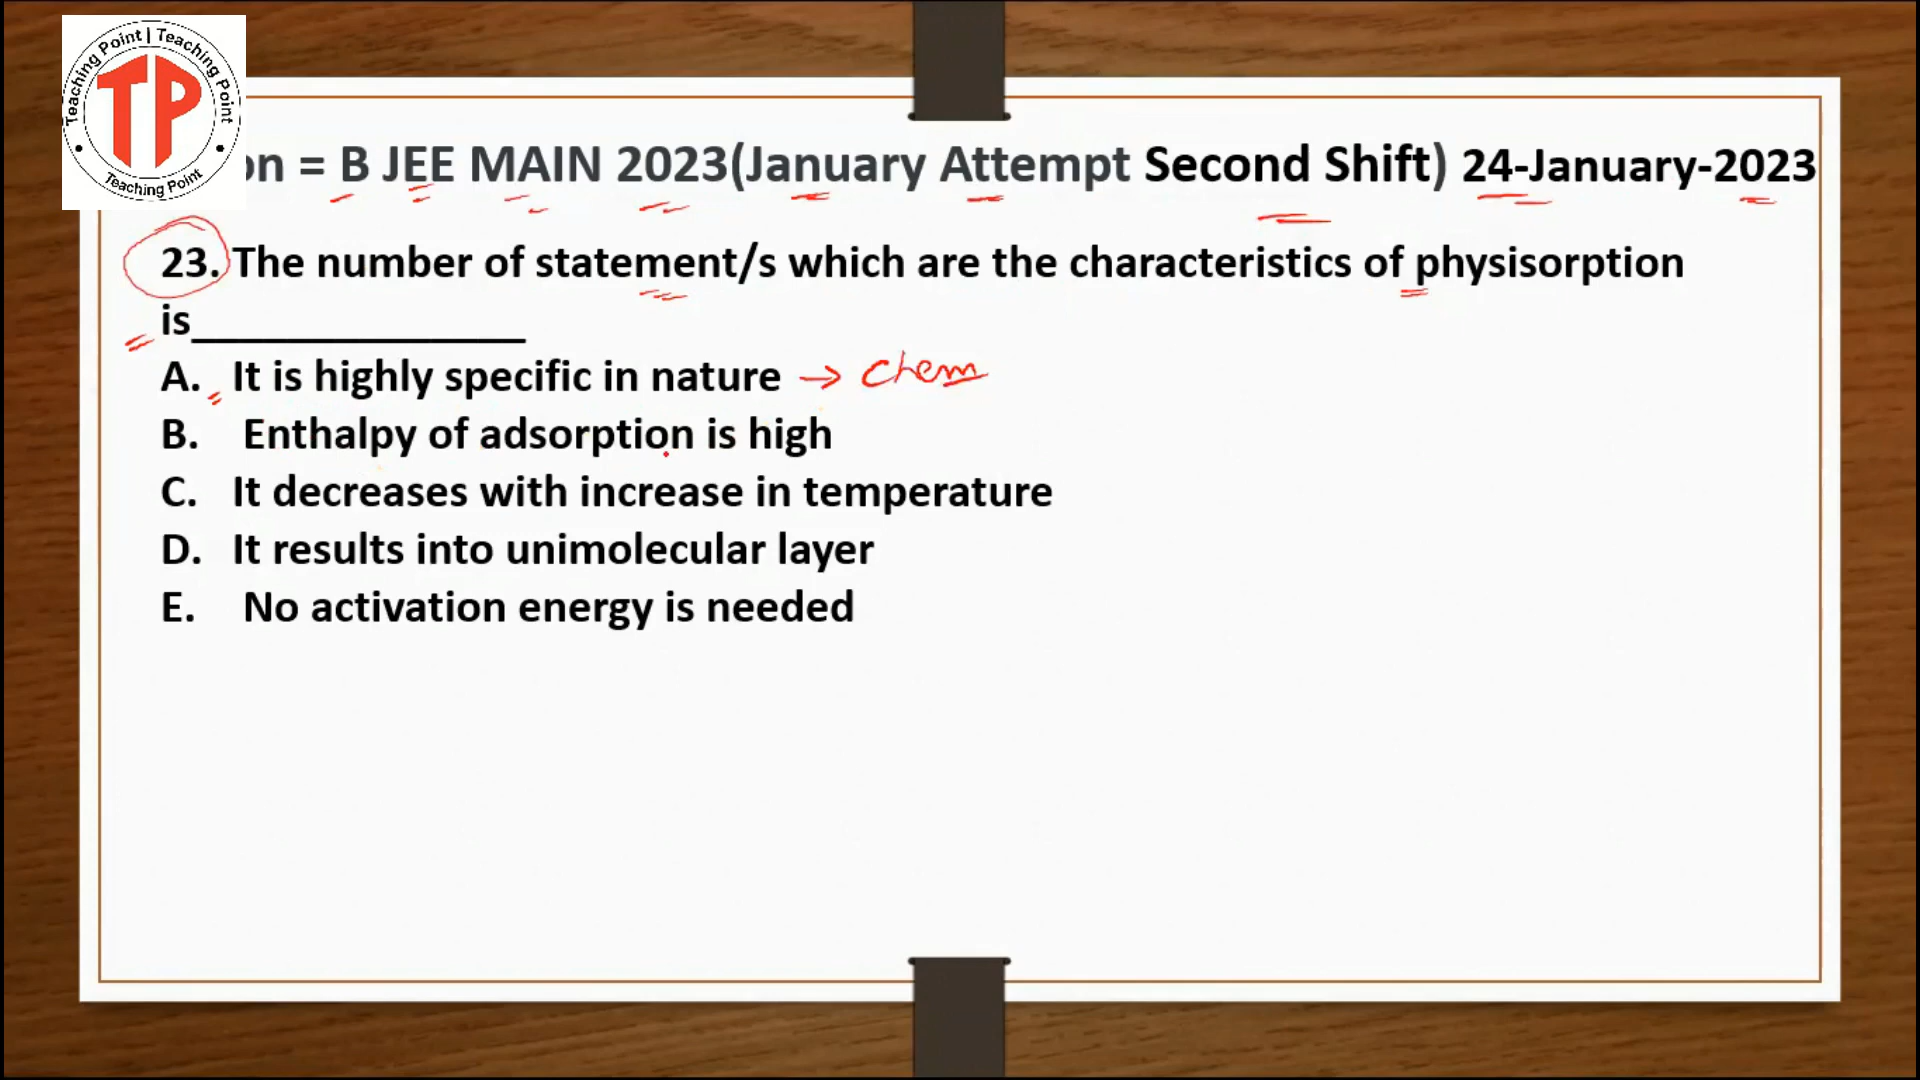 Teaching Point | Teaching Point
TP
Teaching Point
on = B JEE MAIN 2023(January Attempt Second Shift) 24-January-2023
23. The number of statement/s which are the characteristics of physisorption
is______________
A. It is highly specific in nature → Chem
B. Enthalpy of adsorption is high
C. It decreases with increase in temperature
D. It results into unimolecular layer
E. No activation energy is needed